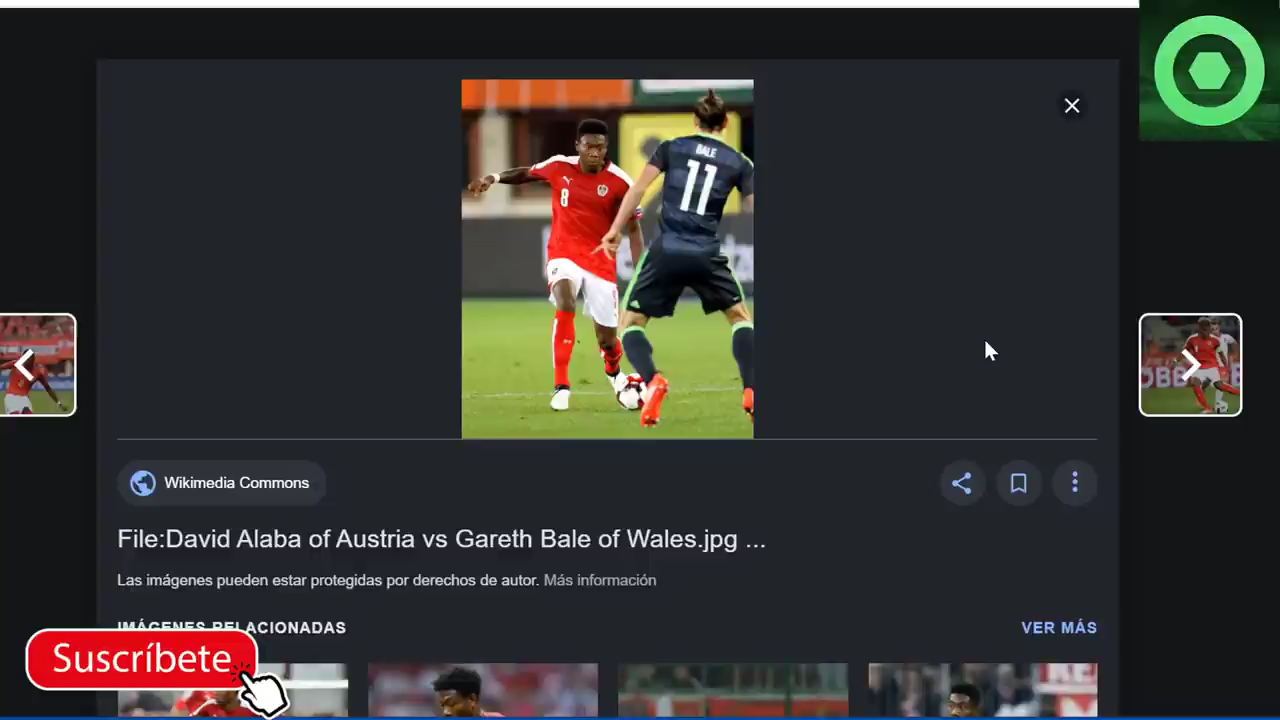 BALE
11
8
Wikimedia Commons
File:David Alaba of Austria vs Gareth Bale of Wales.jpg ...
Las imágenes pueden estar protegidas por derechos de autor. Más información
IMÁGENES RELACIONADAS
VER MÁS
Suscríbete